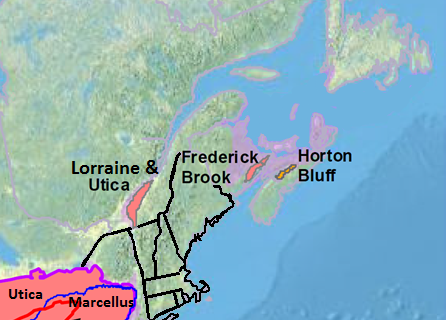 Lorraine &
Utica
Frederick
Brook
Horton
Bluff
Utica
Marcellus